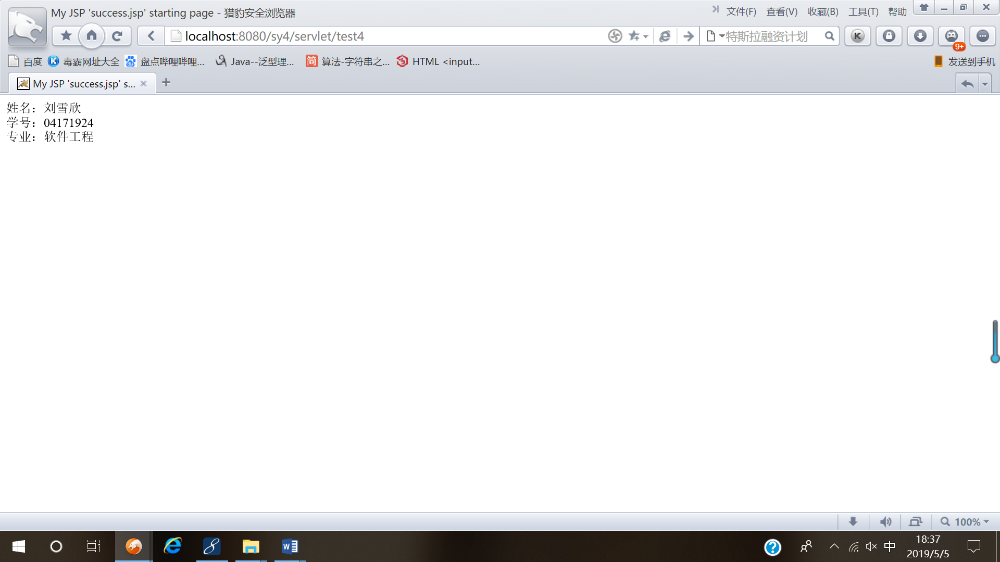 My JSP 'success.jsp' starting page - 猎豹安全浏览器
文件(F) 查看(V) 收藏(B) 工具(T) 帮助
localhost:8080/sy4/servlet/test4
特斯拉融资计划
9+
百度 毒霸网址大全 盘点哔哩哔哩... Java--泛型理... 算法-字符串之... HTML <input... 发送到手机
My JSP 'success.jsp' s...
姓名：刘雪欣
学号：04171924
专业：软件工程
100%
中
18:37
2019/5/5